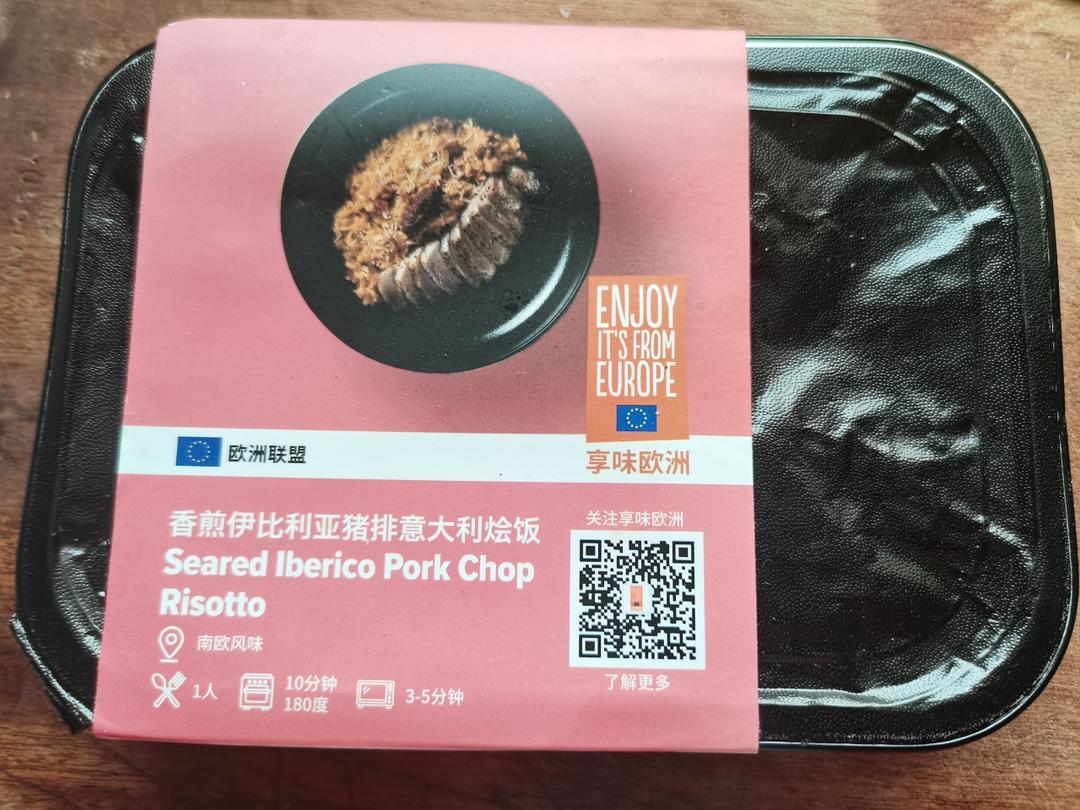 ENJOY
IT'S FROM
EUROPE
欧洲联盟
享味欧洲
香煎伊比利亚猪排意大利烩饭
Seared Iberico Pork Chop
Risotto
南欧风味
1人
10分钟
180度
3-5分钟
关注享味欧洲
了解更多